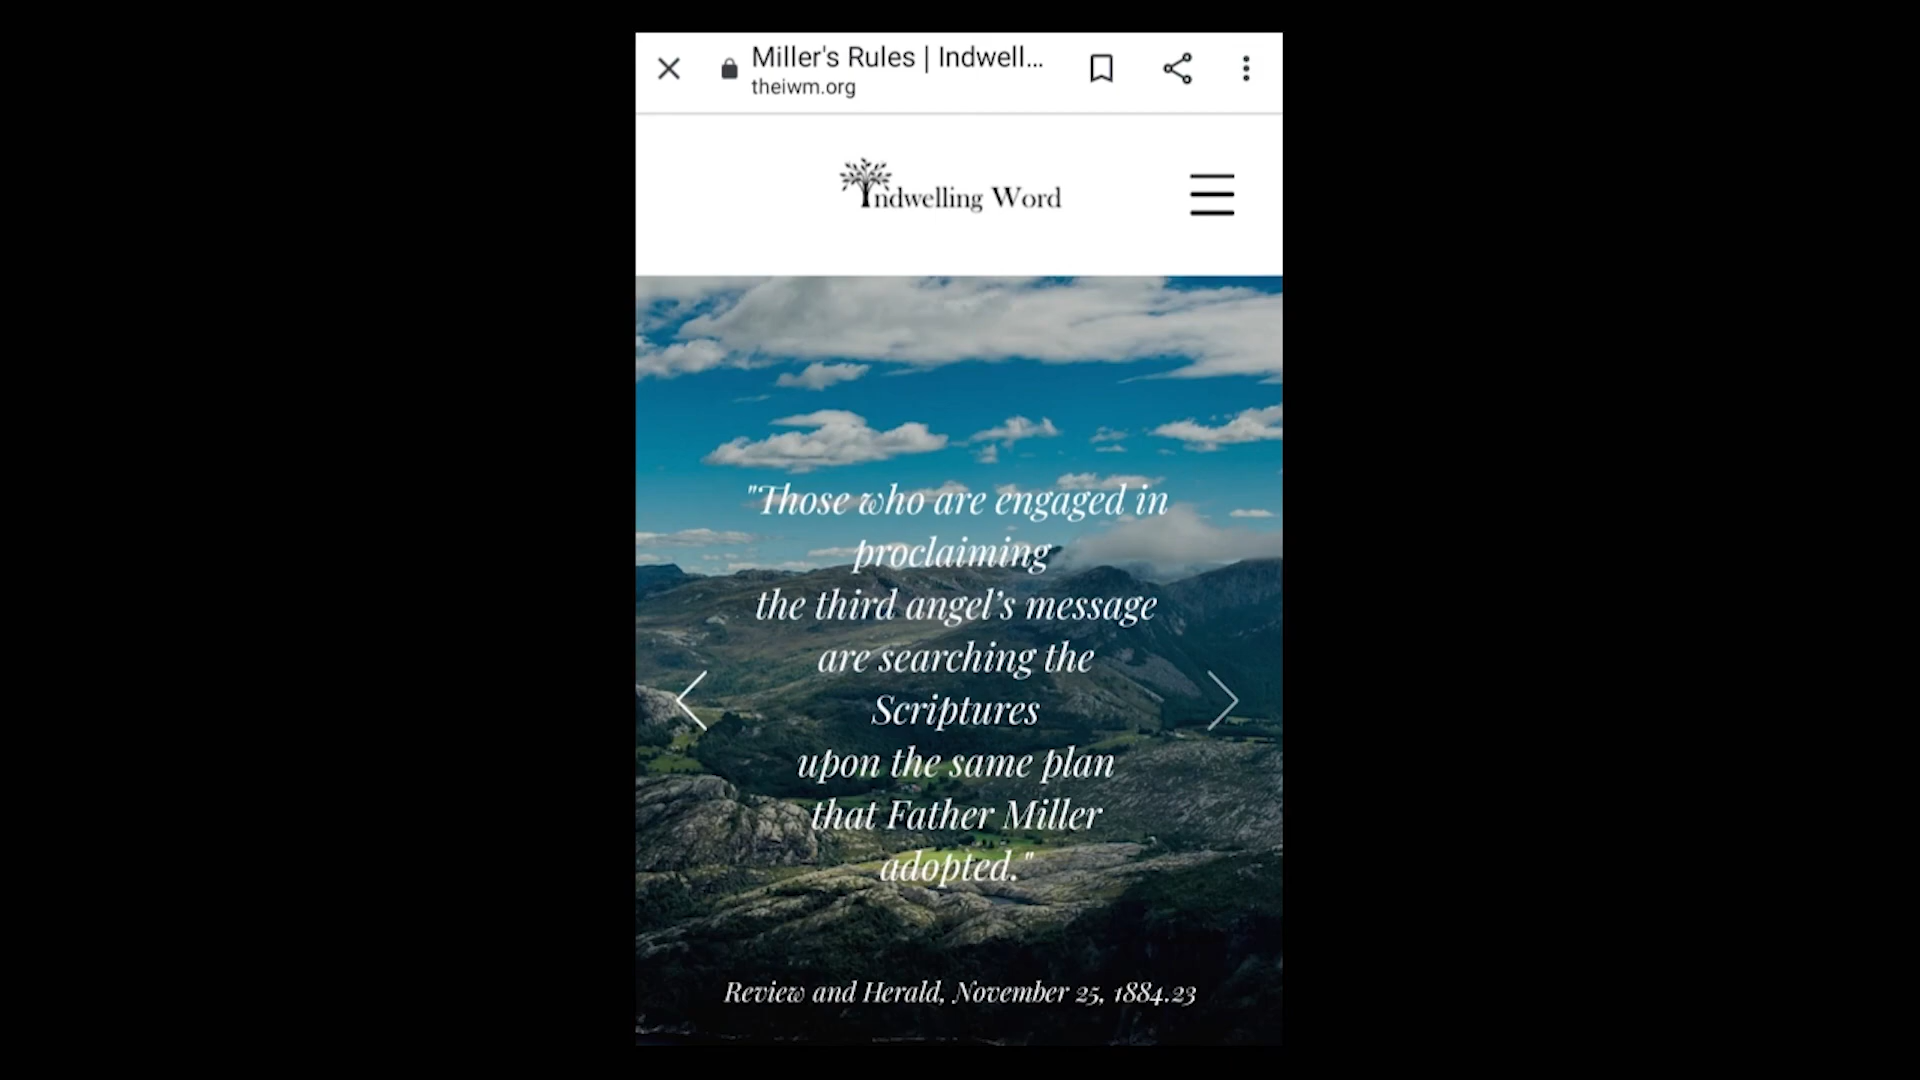 Miller's Rules | Indwell...
theiwm.org
Indwelling Word
"Those who are engaged in
proclaiming
the third angel’s message
are searching the
Scriptures
upon the same plan
that Father Miller
adopted."
Review and Herald, November 25, 1884.23